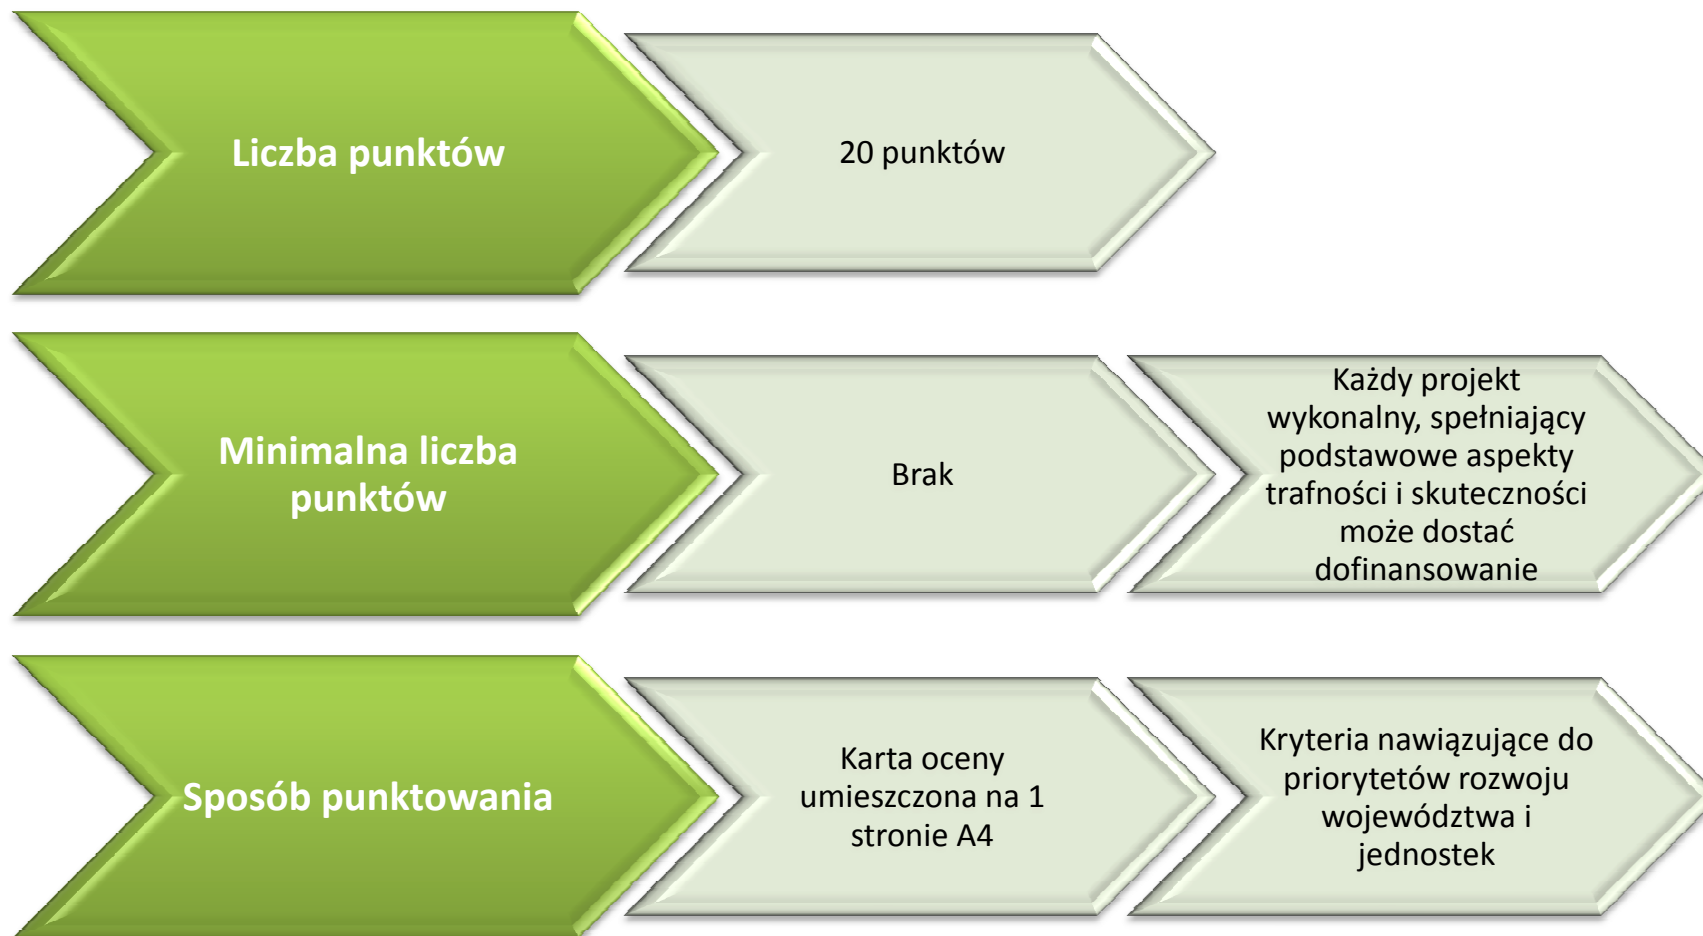 Liczba punktów
20 punktów
Minimalna liczba
punktów
Brak
Każdy projekt
wykonalny, spełniający
podstawowe aspekty
trafności i skuteczności
może dostać
dofinansowanie
Sposób punktowania
Karta oceny
umieszczona na 1
stronie A4
Kryteria nawiązujące do
priorytetów rozwoju
województwa i
jednostek